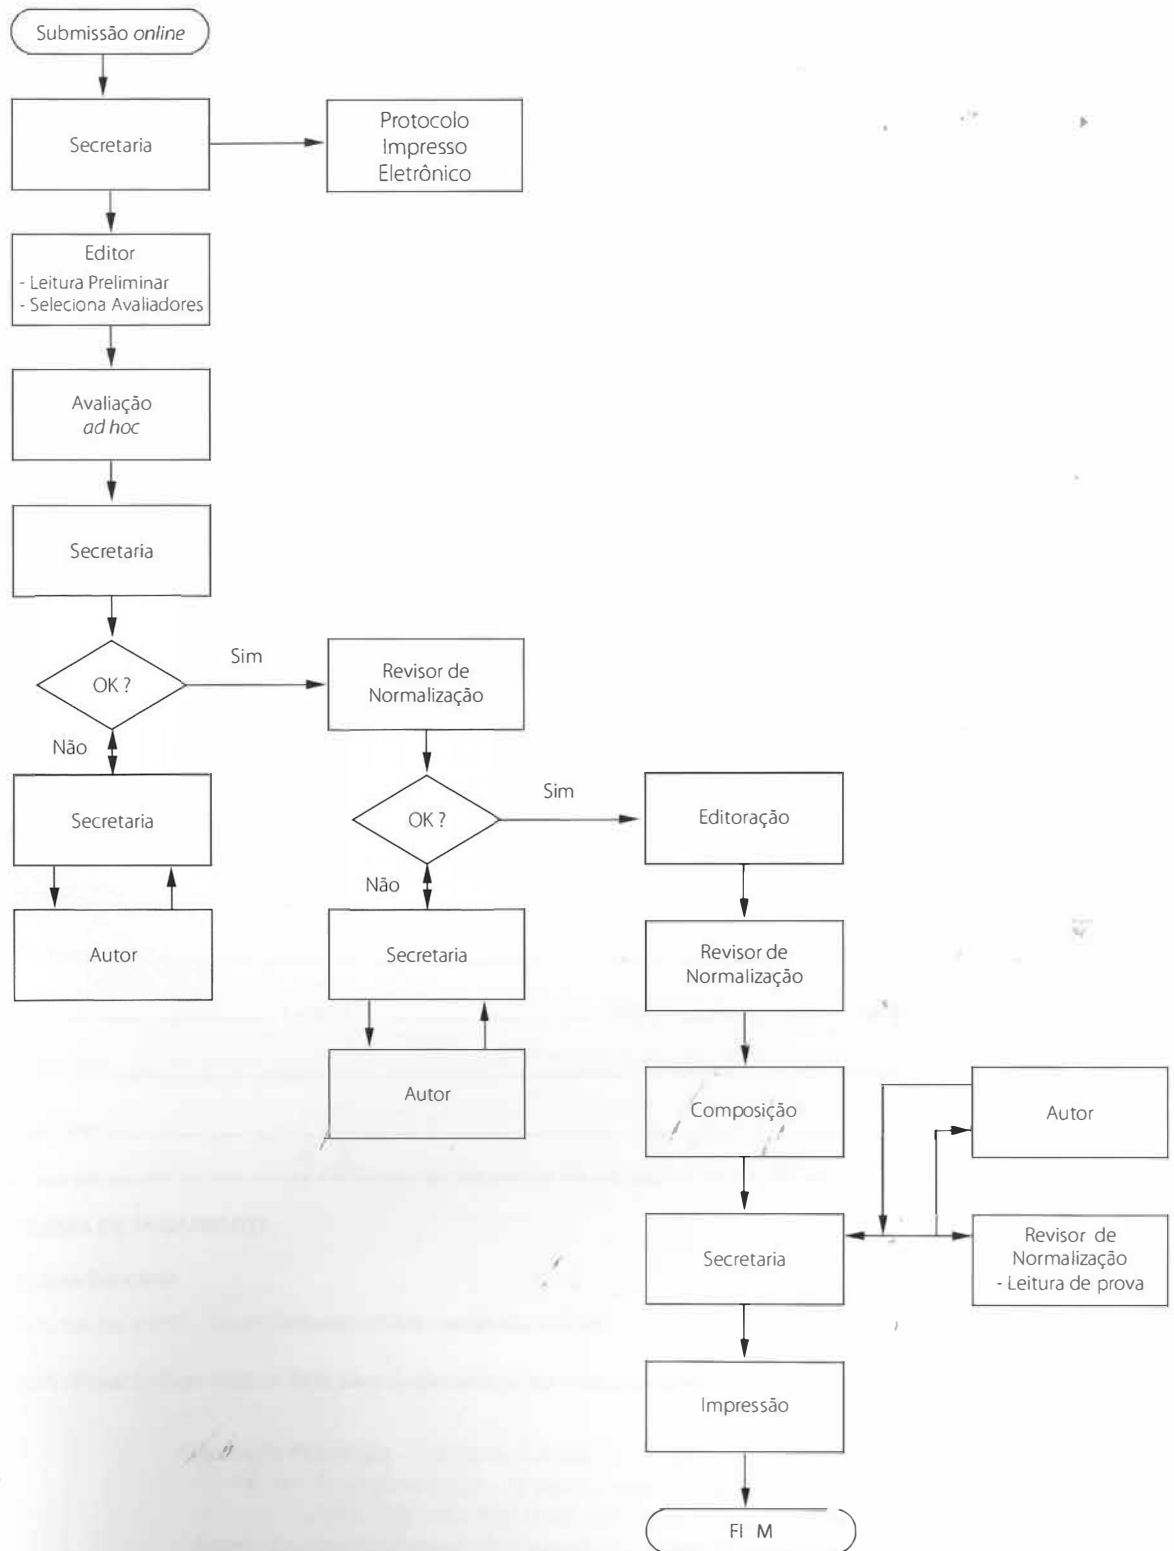 Submissão online
Secretaria
Protocolo
Impresso
Eletrônico
Editor
- Leitura Preliminar
- Seleciona Avaliadores
Avaliação
ad hoc
Secretaria
OK ?
Sim
Revisor de
Normalização
Não
Secretaria
Autor
OK ?
Sim
Editoração
Não
Secretaria
Autor
Revisor de
Normalização
Composição
Autor
Secretaria
Revisor de
Normalização
- Leitura de prova
Impressão
FI M